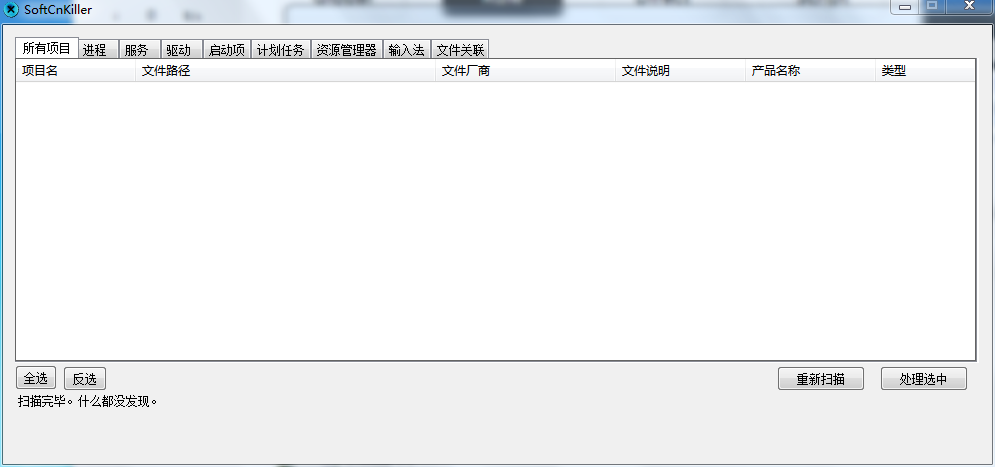 SoftCnKiller
所有项目 进程 服务 驱动 启动项 计划任务 资源管理器 输入法 文件关联
项目名 文件路径 文件厂商 文件说明 产品名称 类型
全选 反选 重新扫描 处理选中
扫描完毕。什么都没发现。